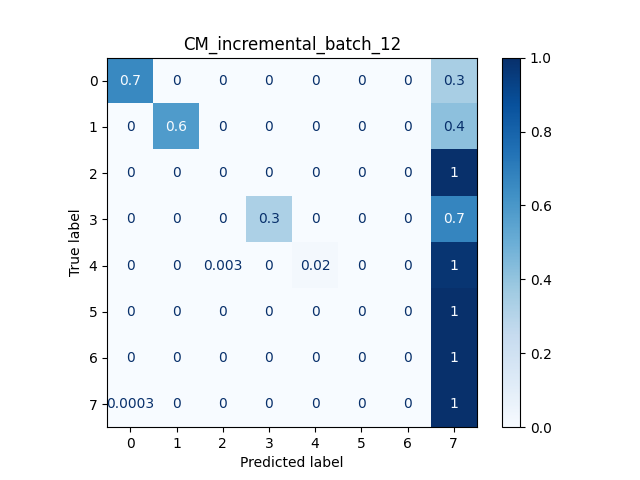 CM_incremental_batch_12
True label
0 0.7 0 0 0 0 0 0 0.3
1 0 0.6 0 0 0 0 0 0.4
2 0 0 0 0 0 0 0 1
3 0 0 0 0.3 0 0 0 0.7
4 0 0 0.003 0 0.02 0 0 1
5 0 0 0 0 0 0 0 1
6 0 0 0 0 0 0 0 1
7 0.0003 0 0 0 0 0 0 1
0 1 2 3 4 5 6 7
Predicted label
1.0
0.8
0.6
0.4
0.2
0.0